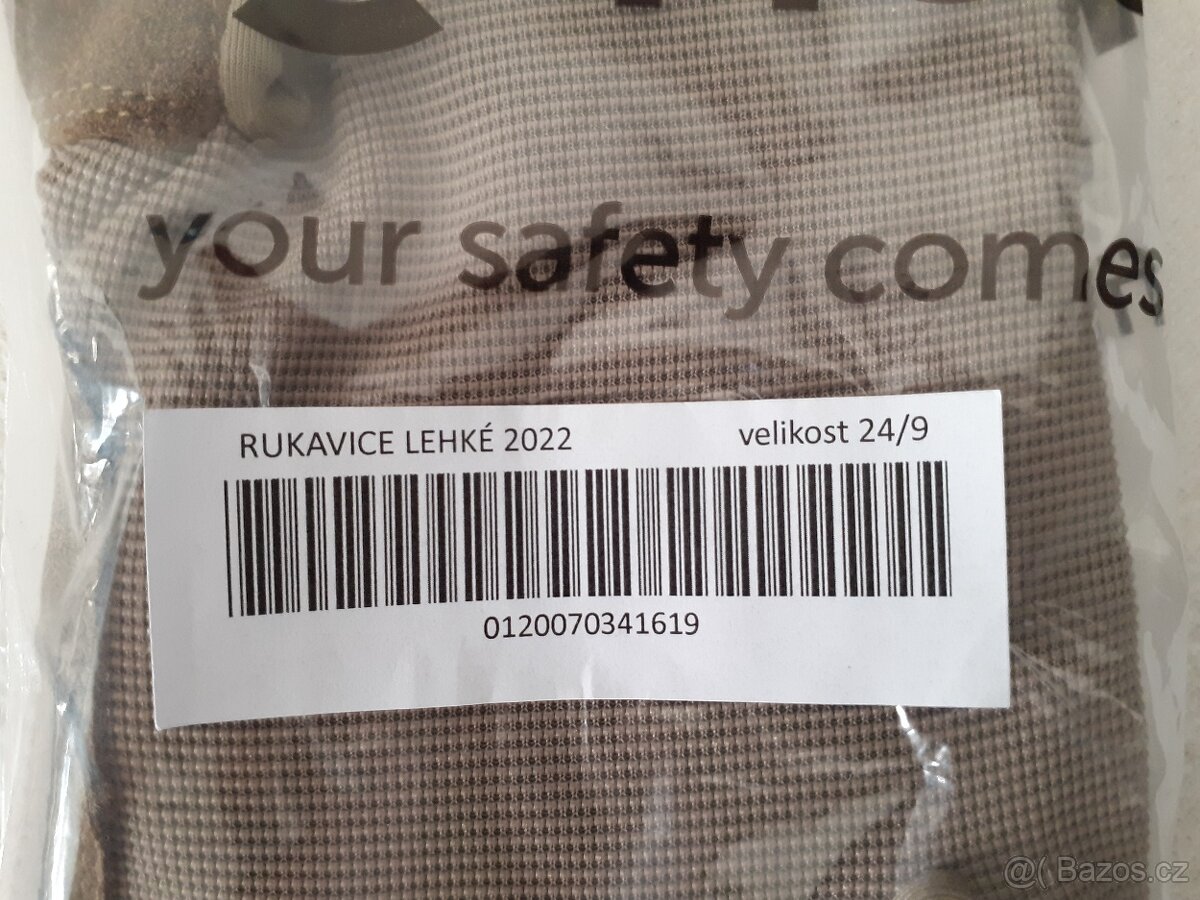 your safety comes
RUKAVICE LEHKÉ 2022 velikost 24/9
0120070341619
@( Bazos.cz